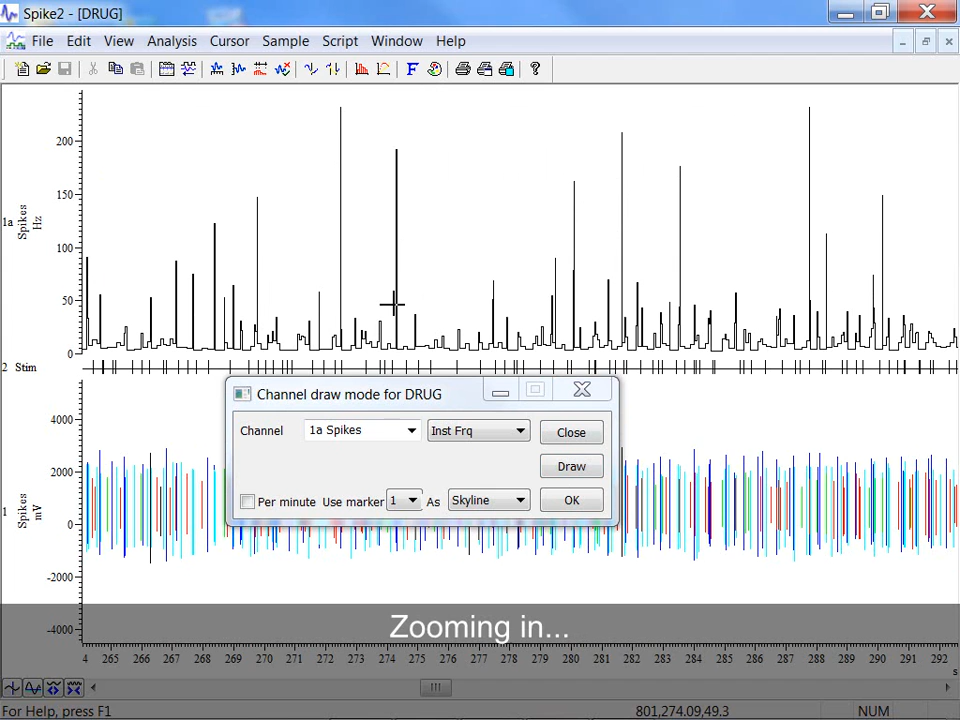 Spike2 - [DRUG]
File Edit View Analysis Cursor Sample Script Window Help
F ?
200
150
1a Spikes Hz
100
50
0
2 Stim
Channel draw mode for DRUG
Channel 1a Spikes Inst Frq Close
Draw
Per minute Use marker 1 As Skyline OK
4000
2000
1 Spikes mV
0
-2000
-4000
Zooming in...
4 265 266 267 268 269 270 271 272 273 274 275 276 277 278 279 280 281 282 283 284 285 286 287 288 289 290 291 292
s
For Help, press F1 801,274.09,49.3 NUM